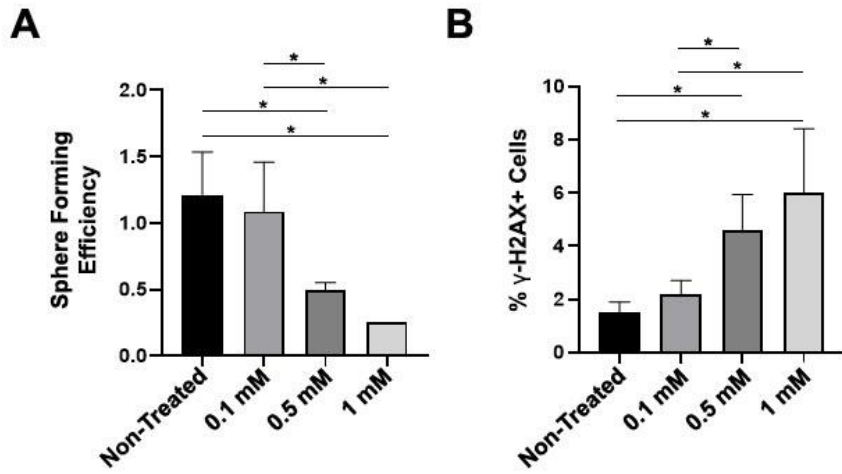 A
*
*
*
*
Sphere Forming
Efficiency
2.0
1.5
1.0
0.5
0.0
Non-Treated
0.1 mM
0.5 mM
1 mM
B
*
*
*
*
% γ-H2AX+ Cells
10
8
6
4
2
0
Non-Treated
0.1 mM
0.5 mM
1 mM